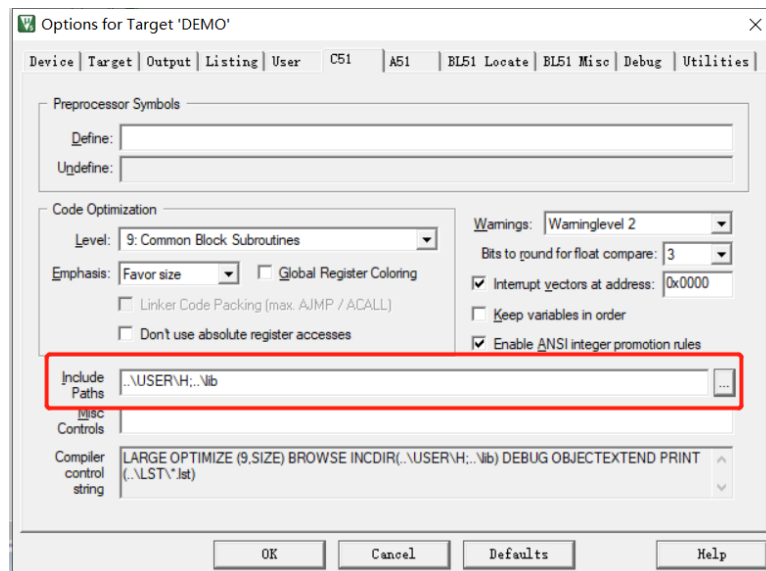 Options for Target 'DEMO'
Device Target Output Listing User C51 A51 BL51 Locate BL51 Misc Debug Utilities
Preprocessor Symbols
Define:
Undefine:
Code Optimization
Level: 9: Common Block Subroutines
Emphasis: Favor size Global Register Coloring
Linker Code Packing (max. AJMP / ACALL)
Don't use absolute register accesses
Warnings: Warninglevel 2
Bits to round for float compare: 3
Interrupt vectors at address: 0x0000
Keep variables in order
Enable ANSI integer promotion rules
Include
Paths
..\USER\H;..\lib
...
Misc
Controls
Compiler
control
string
LARGE OPTIMIZE (9,SIZE) BROWSE INCDIR(..\USER\H;..\lib) DEBUG OBJECTEXTEND PRINT
(..\LST\*.lst)
OK Cancel Defaults Help